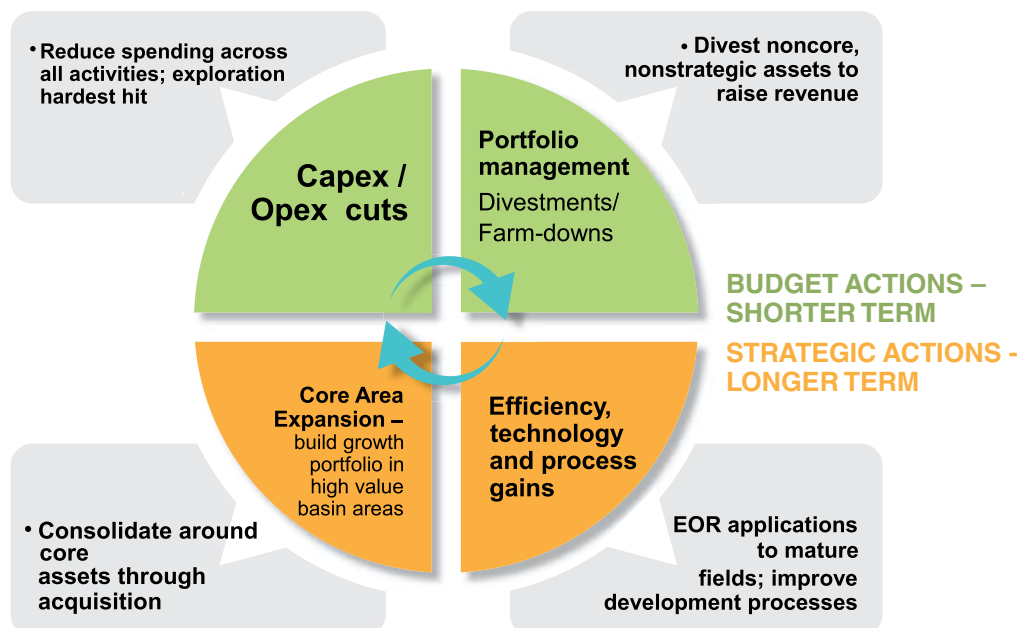 • Reduce spending across
all activities; exploration
hardest hit
• Divest noncore,
nonstrategic assets to
raise revenue
Capex /
Opex cuts
Portfolio
management
Divestments/
Farm-downs
BUDGET ACTIONS –
SHORTER TERM
STRATEGIC ACTIONS -
LONGER TERM
Core Area
Expansion –
build growth
portfolio in
high value
basin areas
Efficiency,
technology
and process
gains
• Consolidate around
core
assets through
acquisition
EOR applications
to mature
fields; improve
development processes